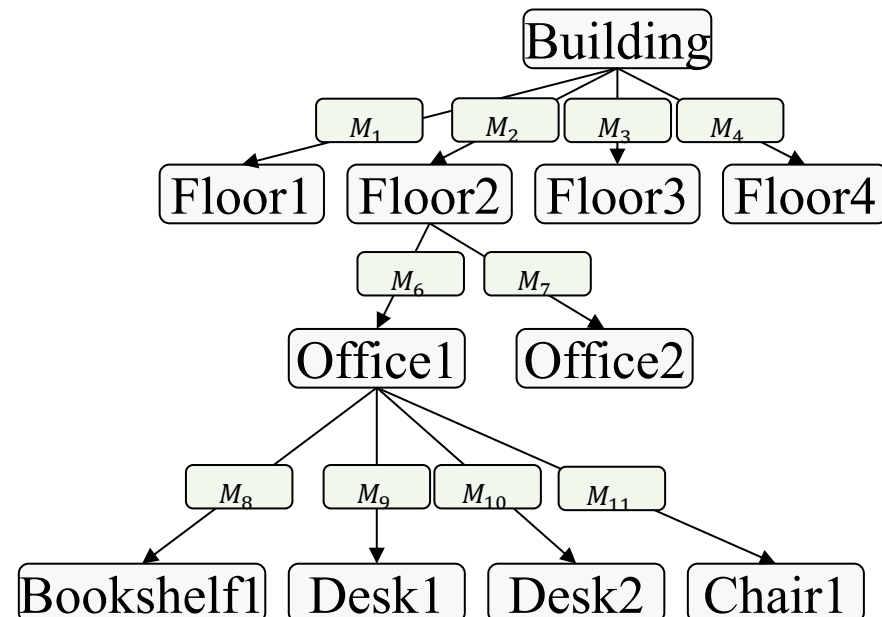 Building
M₁ M₂ M₃ M₄
Floor1 Floor2 Floor3 Floor4
M₆ M₇
Office1 Office2
M₈ M₉ M₁₀ M₁₁
Bookshelf1 Desk1 Desk2 Chair1